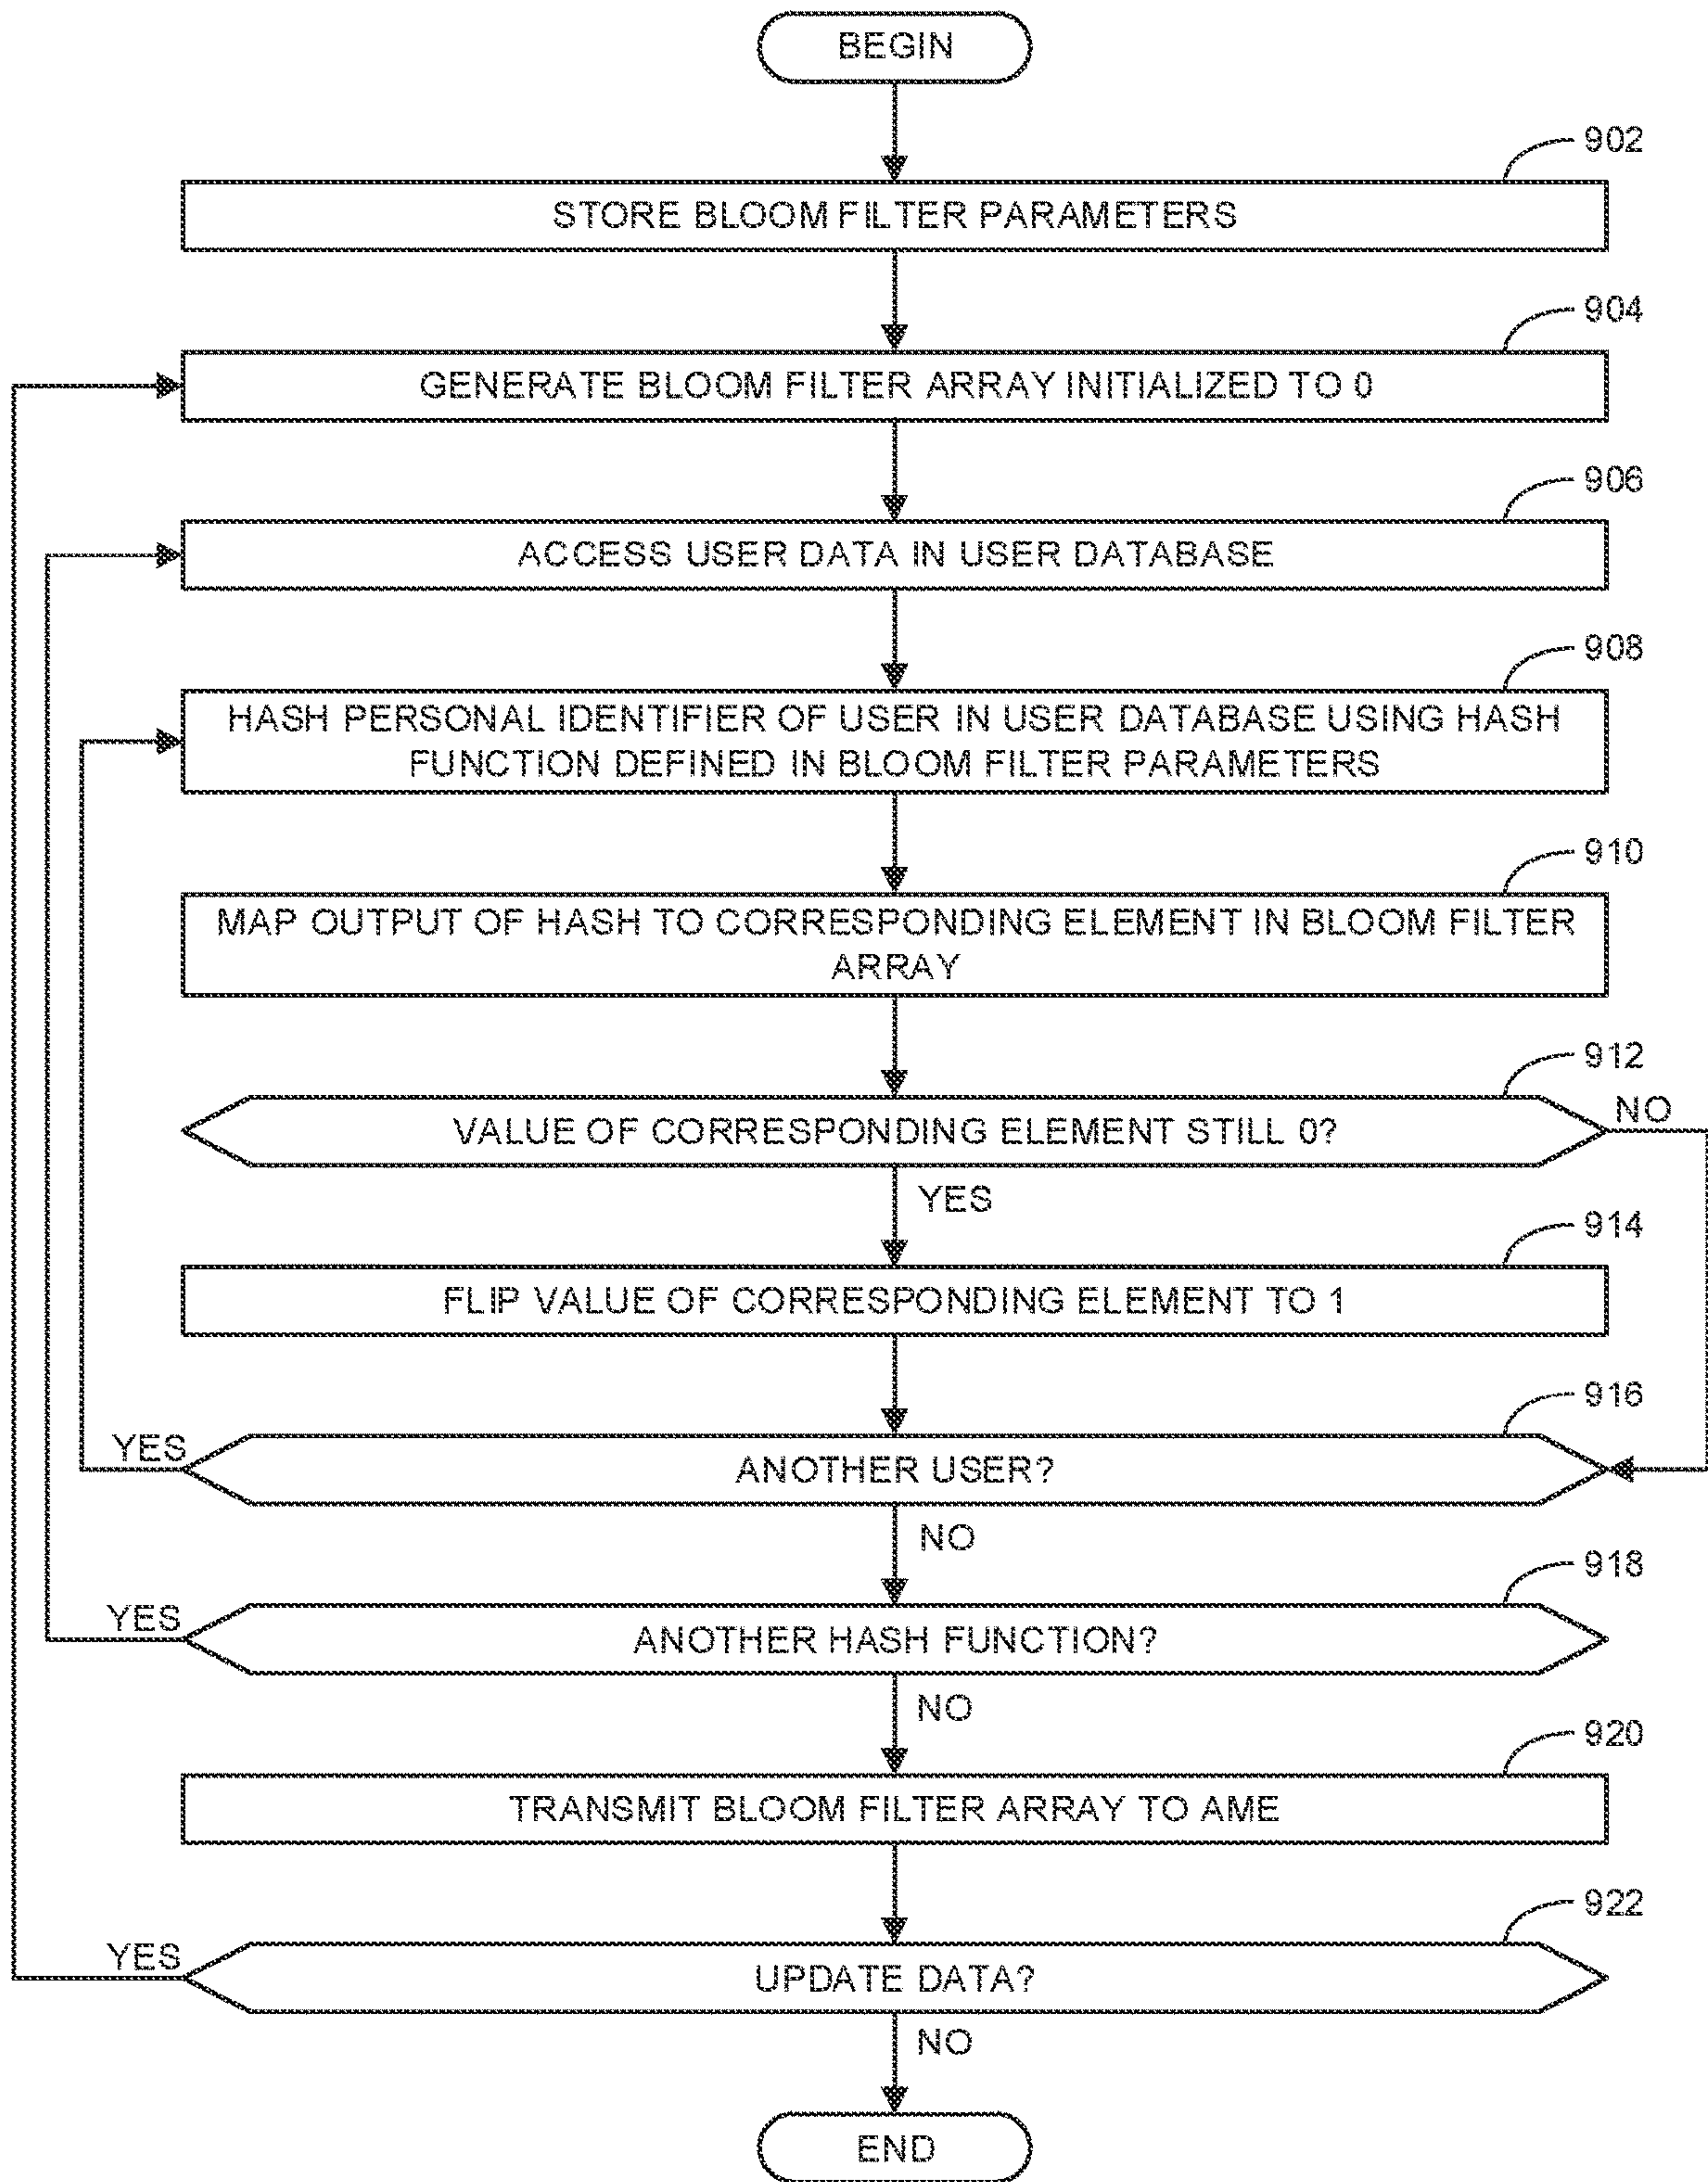 BEGIN
902
STORE BLOOM FILTER PARAMETERS
904
GENERATE BLOOM FILTER ARRAY INITIALIZED TO 0
906
ACCESS USER DATA IN USER DATABASE
908
HASH PERSONAL IDENTIFIER OF USER IN USER DATABASE USING HASH
FUNCTION DEFINED IN BLOOM FILTER PARAMETERS
910
MAP OUTPUT OF HASH TO CORRESPONDING ELEMENT IN BLOOM FILTER
ARRAY
912
NO
VALUE OF CORRESPONDING ELEMENT STILL 0?
YES
914
FLIP VALUE OF CORRESPONDING ELEMENT TO 1
916
YES
ANOTHER USER?
NO
918
YES
ANOTHER HASH FUNCTION?
NO
920
TRANSMIT BLOOM FILTER ARRAY TO AME
922
YES
UPDATE DATA?
NO
END